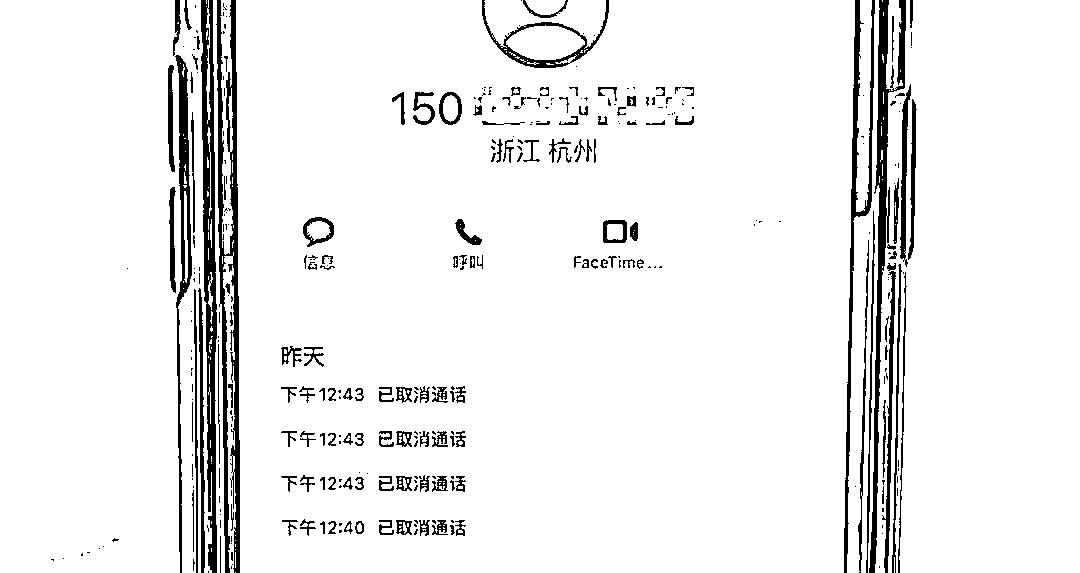 150
浙江 杭州
信息 呼叫 FaceTime...
昨天
下午12:43 已取消通话
下午12:43 已取消通话
下午12:43 已取消通话
下午12:40 已取消通话